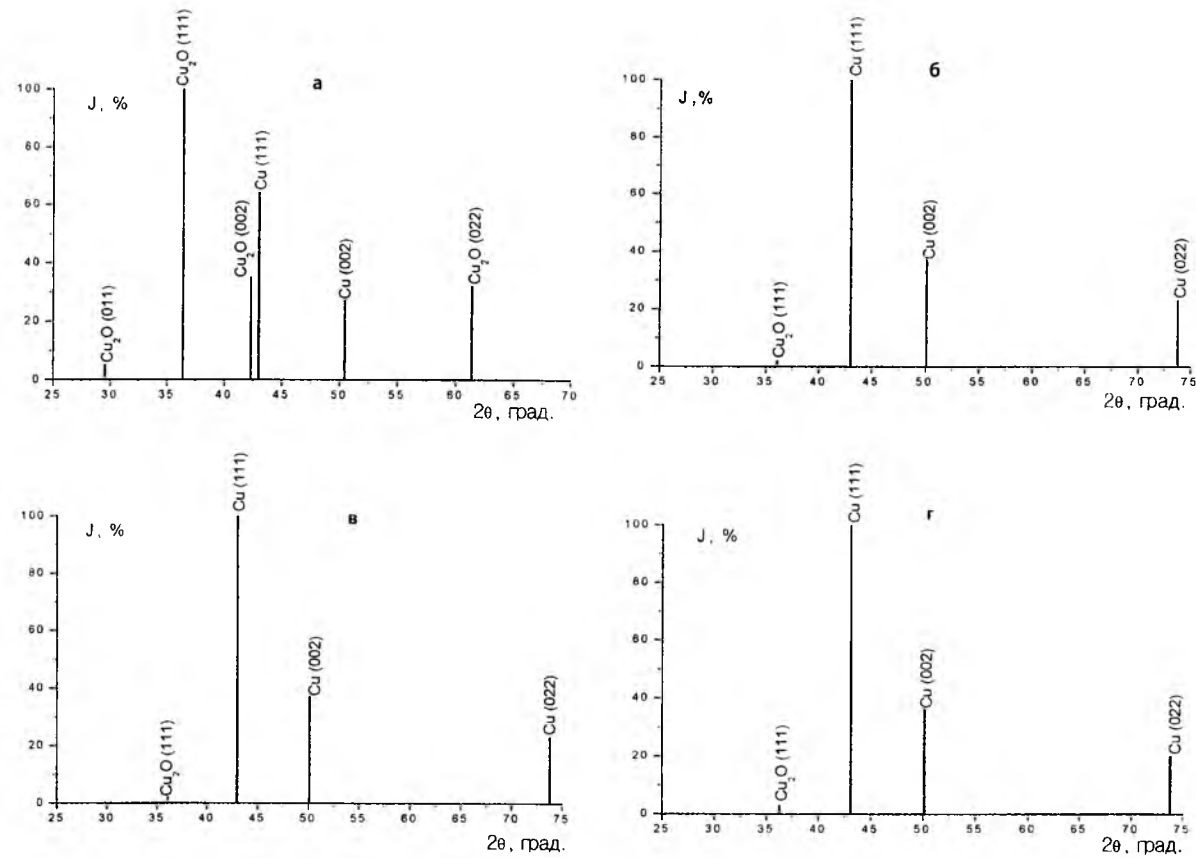 а
J, %
100
80
60
40
20
0
Cu₂O (011)
Cu₂O (111)
Cu₂O (002)
Cu (111)
Cu (002)
Cu₂O (022)
25 30 35 40 45 50 55 60 65 70
2θ, град.
б
J,%
100
80
60
40
20
0
Cu₂O (111)
Cu (111)
Cu (002)
Cu (022)
25 30 35 40 45 50 55 60 65 70 75
2θ, град.
в
J, %
100
80
60
40
20
0
Cu₂O (111)
Cu (111)
Cu (002)
Cu (022)
25 30 35 40 45 50 55 60 65 70 75
2θ, град.
г
J, %
100
80
60
40
20
0
Cu₂O (111)
Cu (111)
Cu (002)
Cu (022)
25 30 35 40 45 50 55 60 65 70 75
2θ, град.